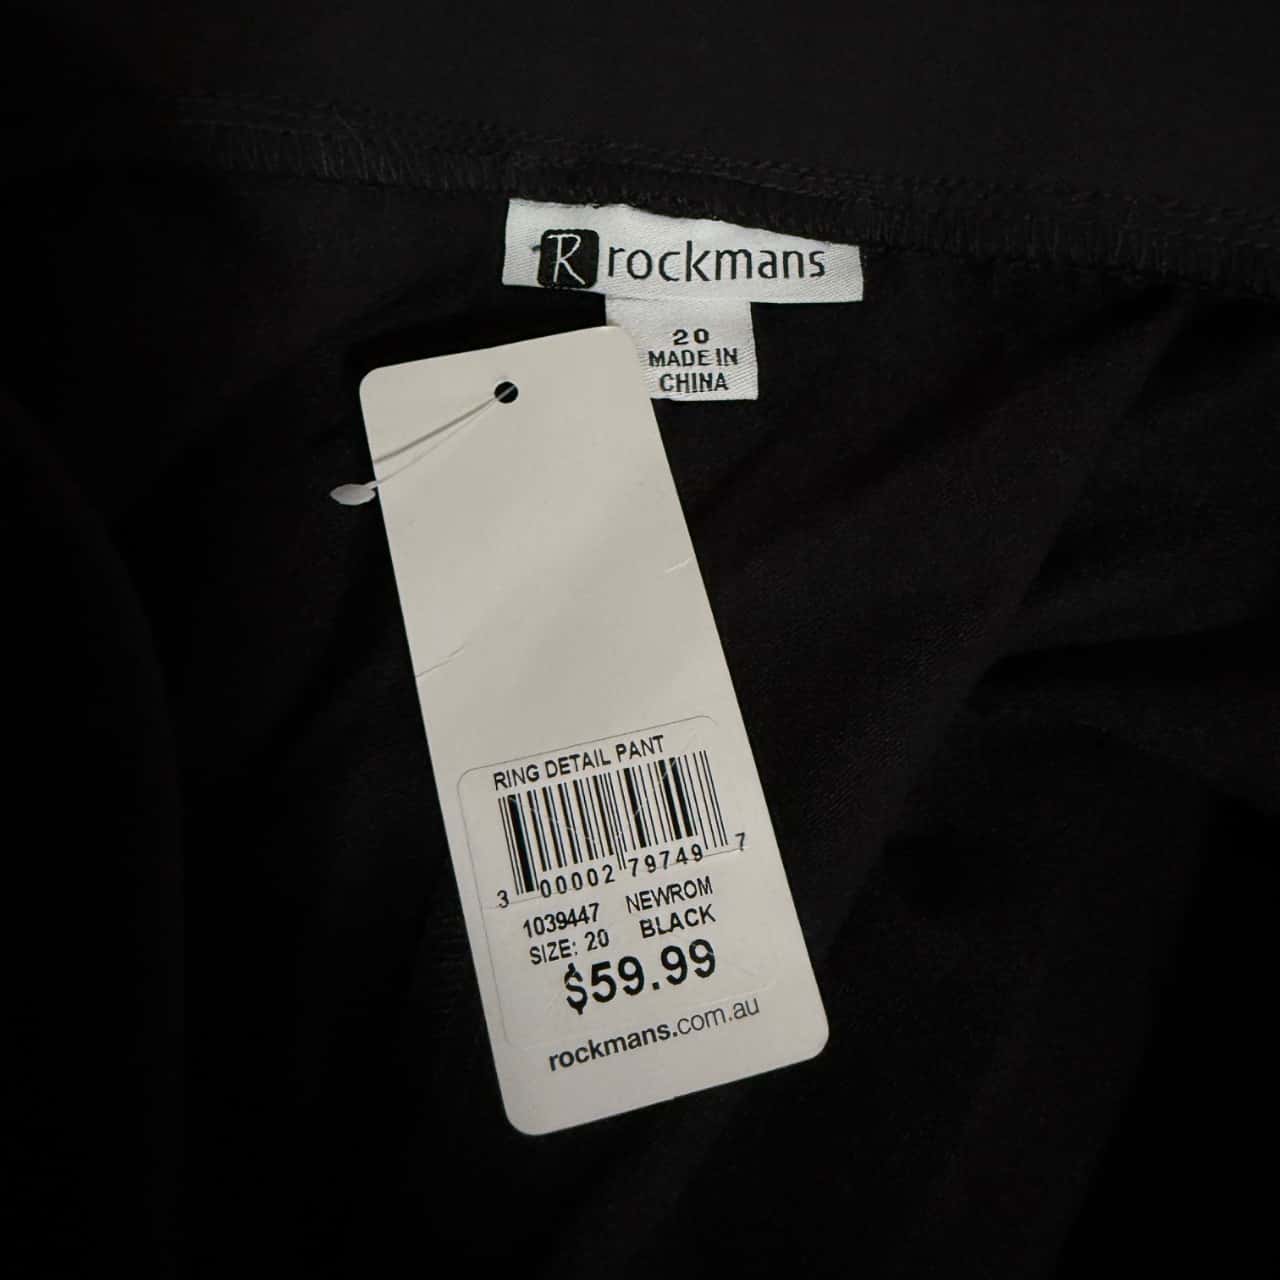 R rockmans
20
MADE IN
CHINA
RING DETAIL PANT
3 00002 79749 7
1039447 NEWROM
SIZE: 20 BLACK
$59.99
rockmans.com.au